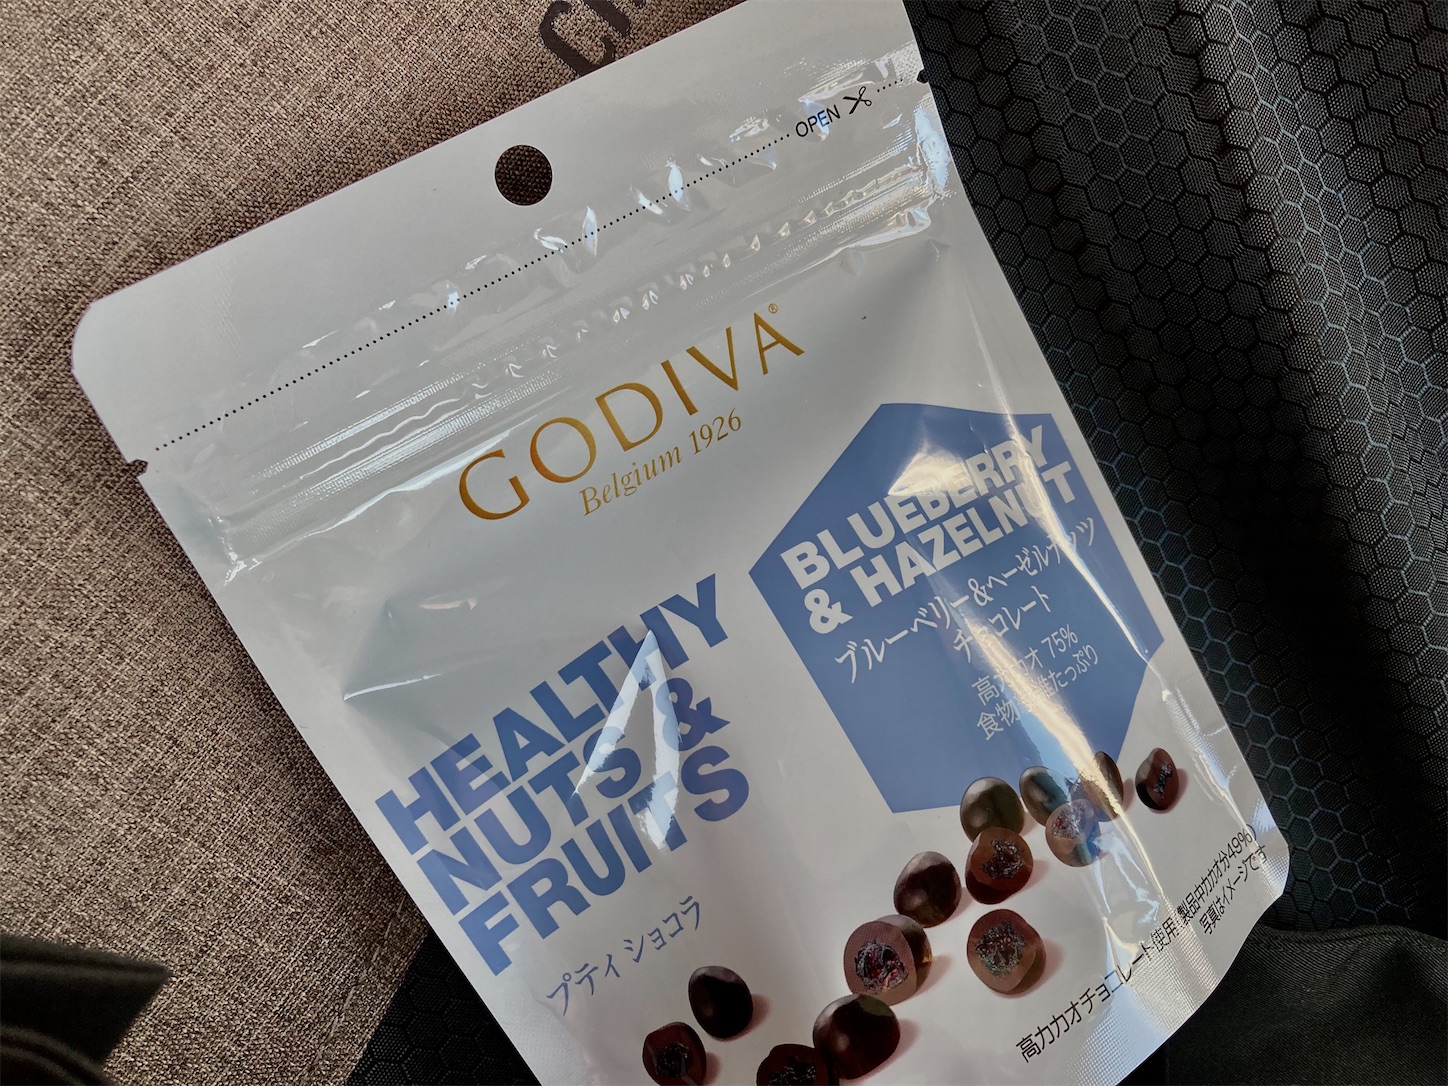 OPEN
GODIVA®
Belgium 1926
BLUEBERRY
& HAZELNUT
ブルーベリー&ヘーゼルナッツ
チョコレート
高カカオ 75%
食物繊維たっぷり
HEALTHY
NUTS &
FRUITS
プティ ショコラ
高カカオチョコレート使用(製品中カカオ分49%)
写真はイメージです